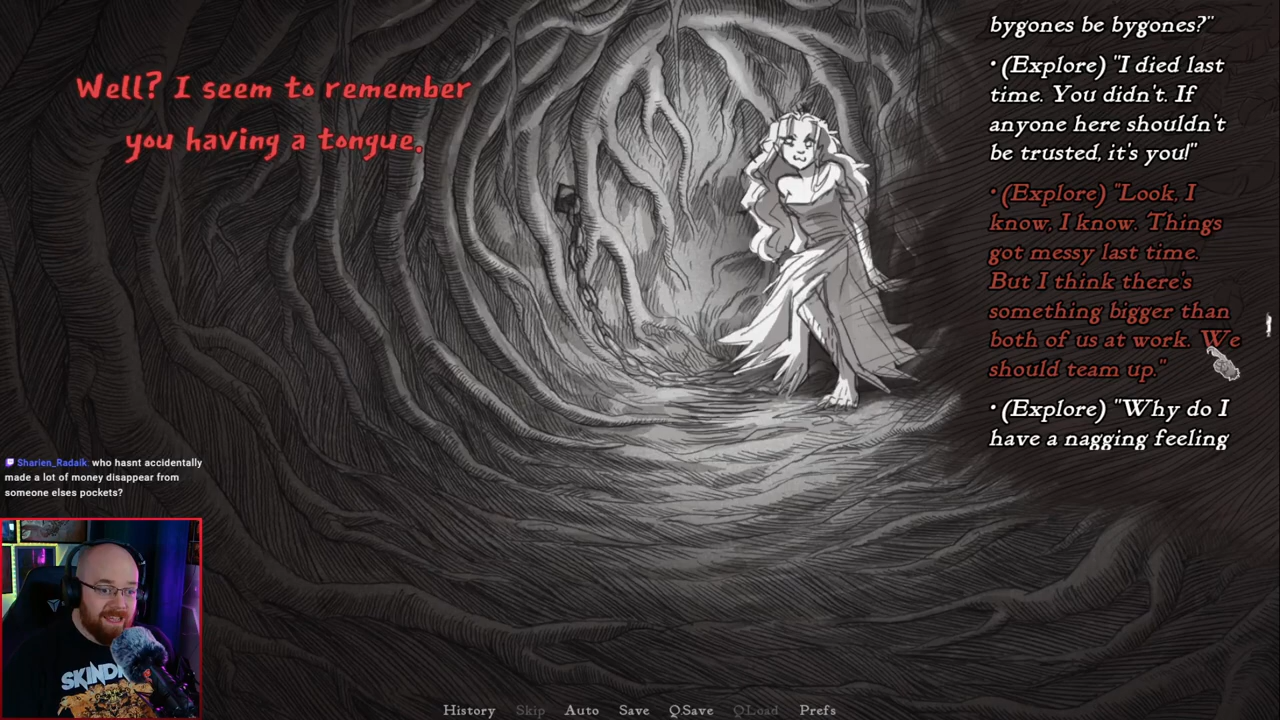 Well? I seem to remember
you having a tongue.
bygones be bygones?"
• (Explore) "I died last
time. You didn't. If
anyone here shouldn't
be trusted, it's you!"
• (Explore) "Look, I
know, I know. Things
got messy last time.
But I think there's
something bigger than
both of us at work. We
should team up."
• (Explore) "Why do I
have a nagging feeling
Sharien_Radaik: who hasnt accidentally
made a lot of money disappear from
someone elses pockets?
History Skip Auto Save Q.Save Q.Load Prefs